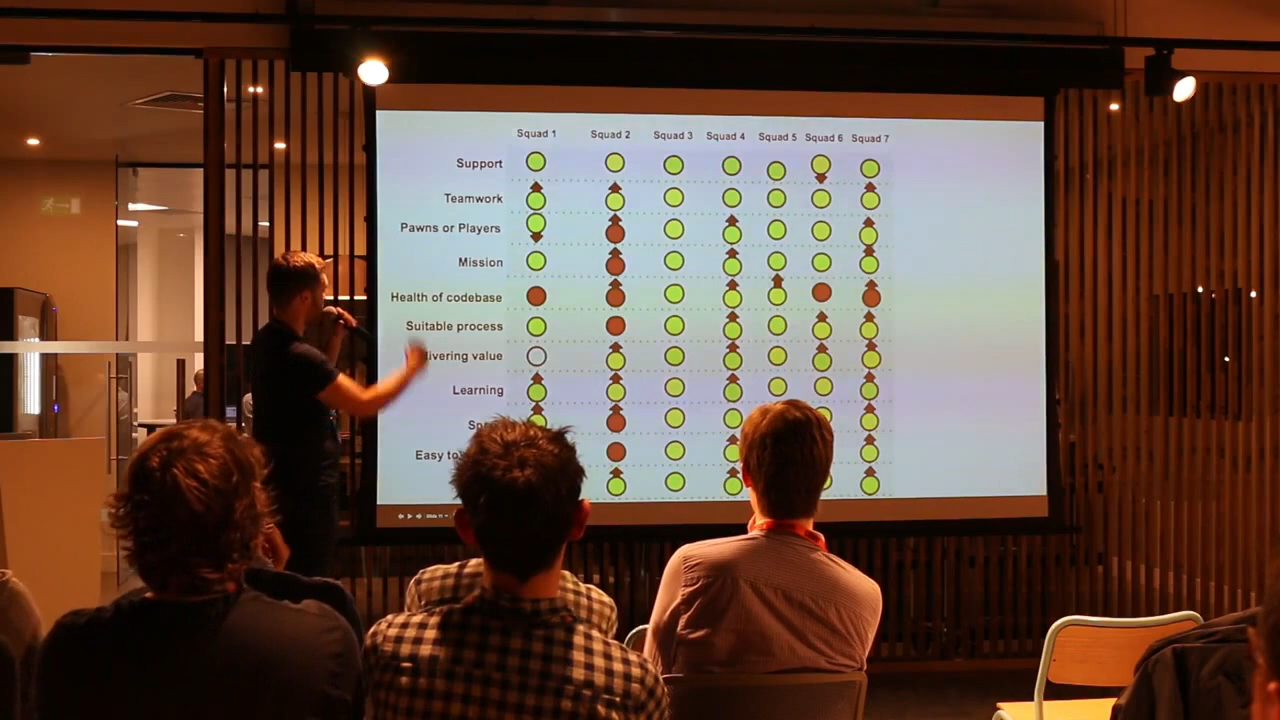 Squad 1 Squad 2 Squad 3 Squad 4 Squad 5 Squad 6 Squad 7
Support
Teamwork
Pawns or Players
Mission
Health of codebase
Suitable process
livering value
Learning
Easy to